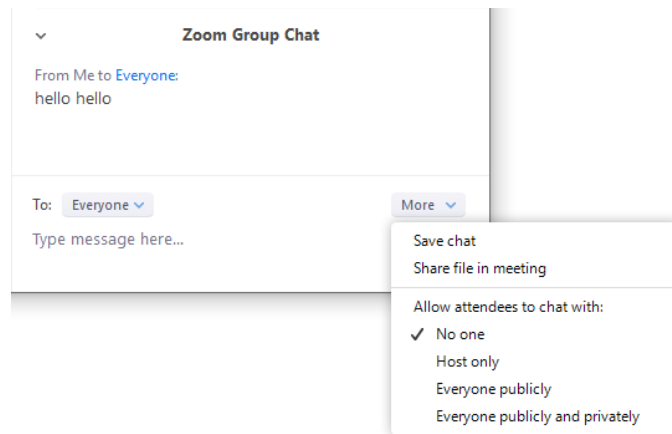 Zoom Group Chat
From Me to Everyone:
hello hello
To: Everyone More
Type message here...
Save chat
Share file in meeting
Allow attendees to chat with:
✓ No one
Host only
Everyone publicly
Everyone publicly and privately